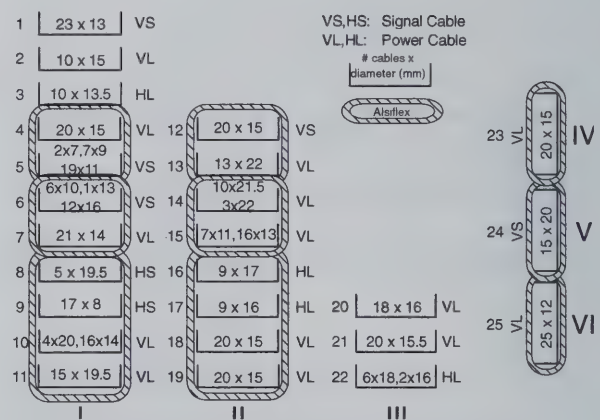 VS,HS: Signal Cable
VL,HL: Power Cable
# cables x
diameter (mm)
Alsiflex
1 23 x 13 VS
2 10 x 15 VL
3 10 x 13.5 HL
4 20 x 15 VL
5 2x7,7x9
19x11 VS
6 6x10,1x13
12x16 VS
7 21 x 14 VL
8 5 x 19.5 HS
9 17 x 8 HS
10 4x20,16x14 VL
11 15 x 19.5 VL
I
12 20 x 15 VS
13 13 x 22 VL
14 10x21.5
3x22 VL
15 7x11,16x13 VL
16 9 x 17 HL
17 9 x 16 HL
18 20 x 15 VL
19 20 x 15 VL
II
20 18 x 16 VL
21 20 x 15.5 VL
22 6x18,2x16 HL
III
23 VL 20 x 15 IV
24 VS 15 x 20 V
25 VL 25 x 12 VI